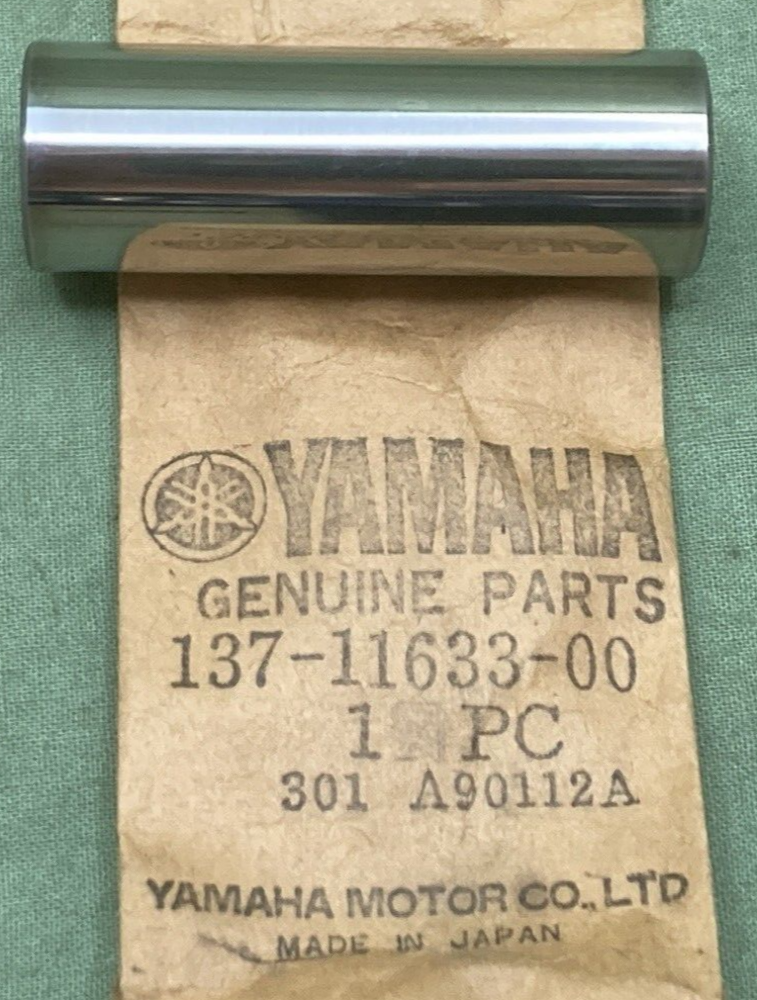 YAMAHA
GENUINE PARTS
137-11633-00
1 PC
301 A90112A
YAMAHA MOTOR CO., LTD
MADE IN JAPAN